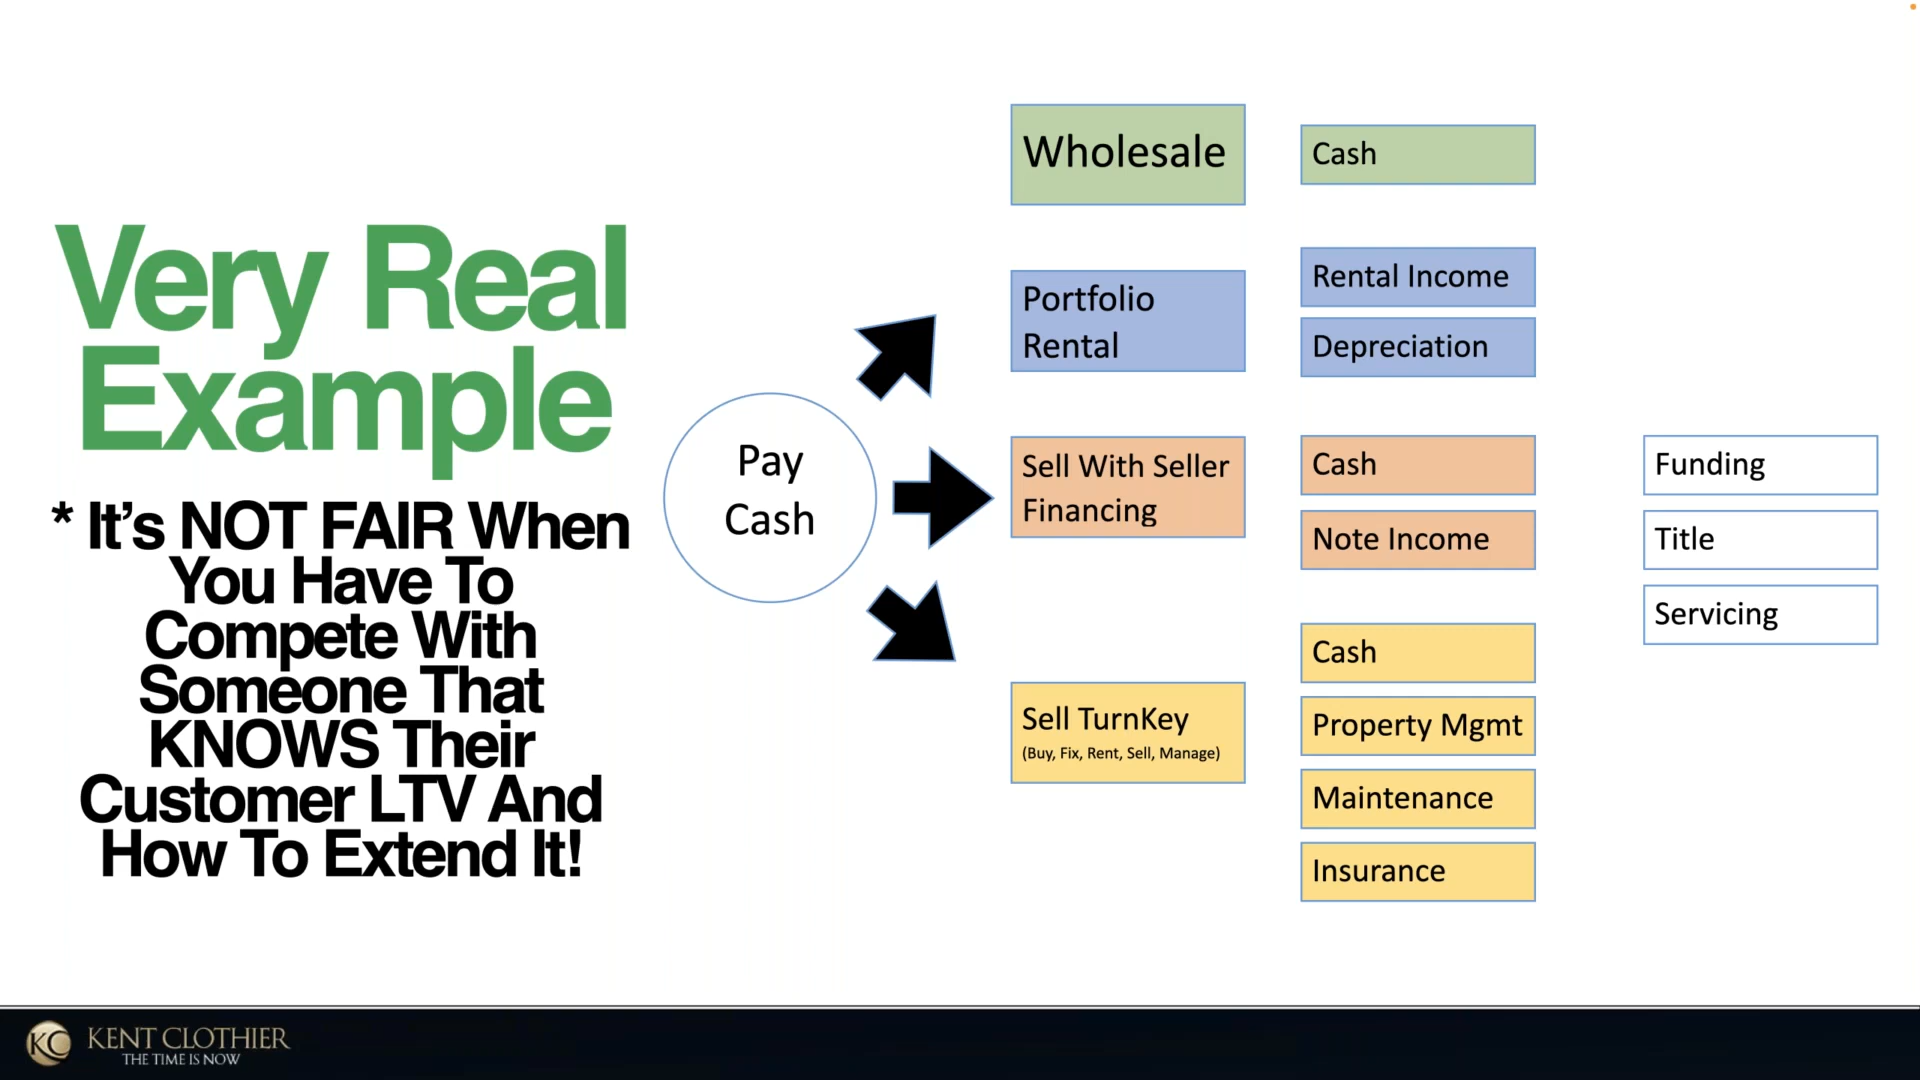 Very Real
Example
* It’s NOT FAIR When
You Have To
Compete With
Someone That
KNOWS Their
Customer LTV And
How To Extend It!
Pay
Cash
Wholesale
Cash
Portfolio
Rental
Rental Income
Depreciation
Sell With Seller
Financing
Cash
Note Income
Sell TurnKey
(Buy, Fix, Rent, Sell, Manage)
Cash
Property Mgmt
Maintenance
Insurance
Funding
Title
Servicing
KC
KENT CLOTHIER
THE TIME IS NOW